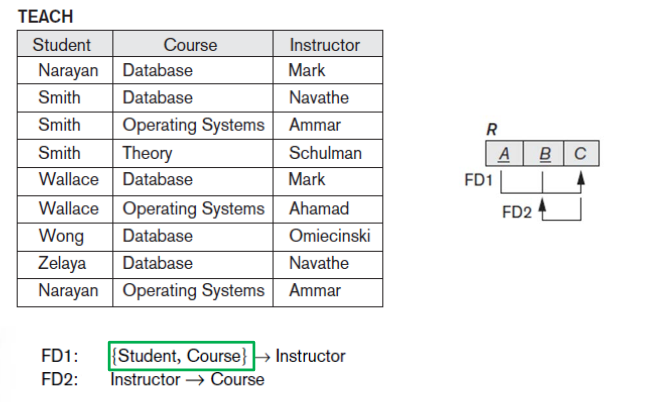 TEACH
Student Course Instructor
Narayan Database Mark
Smith Database Navathe
Smith Operating Systems Ammar
Smith Theory Schulman
Wallace Database Mark
Wallace Operating Systems Ahamad
Wong Database Omiecinski
Zelaya Database Navathe
Narayan Operating Systems Ammar
R
A B C
FD1
FD2
FD1: {Student, Course} → Instructor
FD2: Instructor → Course